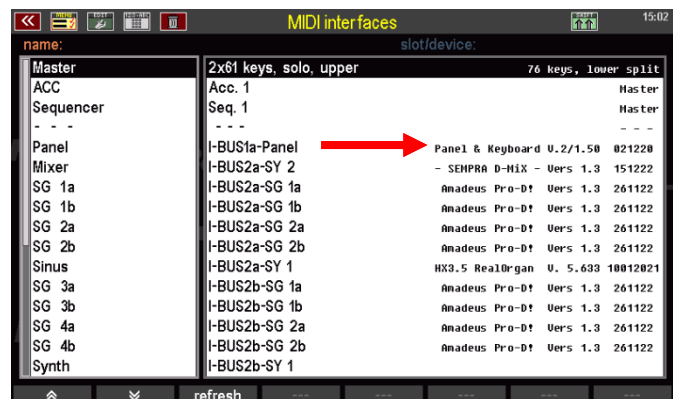 MENU EDIT MIDI interfaces SHIFT 15:02
name: slot/device:
Master 2x61 keys, solo, upper 76 keys, lower split
ACC Acc. 1 Master
Sequencer Seq. 1 Master
- - - - - - - - -
Panel I-BUS1a-Panel Panel & Keyboard V.2/1.50 021220
Mixer I-BUS2a-SY 2 - SEMPRA D-MiX - Vers 1.3 151222
SG 1a I-BUS2a-SG 1a Amadeus Pro-D! Vers 1.3 261122
SG 1b I-BUS2a-SG 1b Amadeus Pro-D! Vers 1.3 261122
SG 2a I-BUS2a-SG 2a Amadeus Pro-D! Vers 1.3 261122
SG 2b I-BUS2a-SG 2b Amadeus Pro-D! Vers 1.3 261122
Sinus I-BUS2a-SY 1 HX3.5 RealOrgan V. 5.633 10012021
SG 3a I-BUS2b-SG 1a Amadeus Pro-D! Vers 1.3 261122
SG 3b I-BUS2b-SG 1b Amadeus Pro-D! Vers 1.3 261122
SG 4a I-BUS2b-SG 2a Amadeus Pro-D! Vers 1.3 261122
SG 4b I-BUS2b-SG 2b Amadeus Pro-D! Vers 1.3 261122
Synth I-BUS2b-SY 1
refresh --- --- --- --- ---